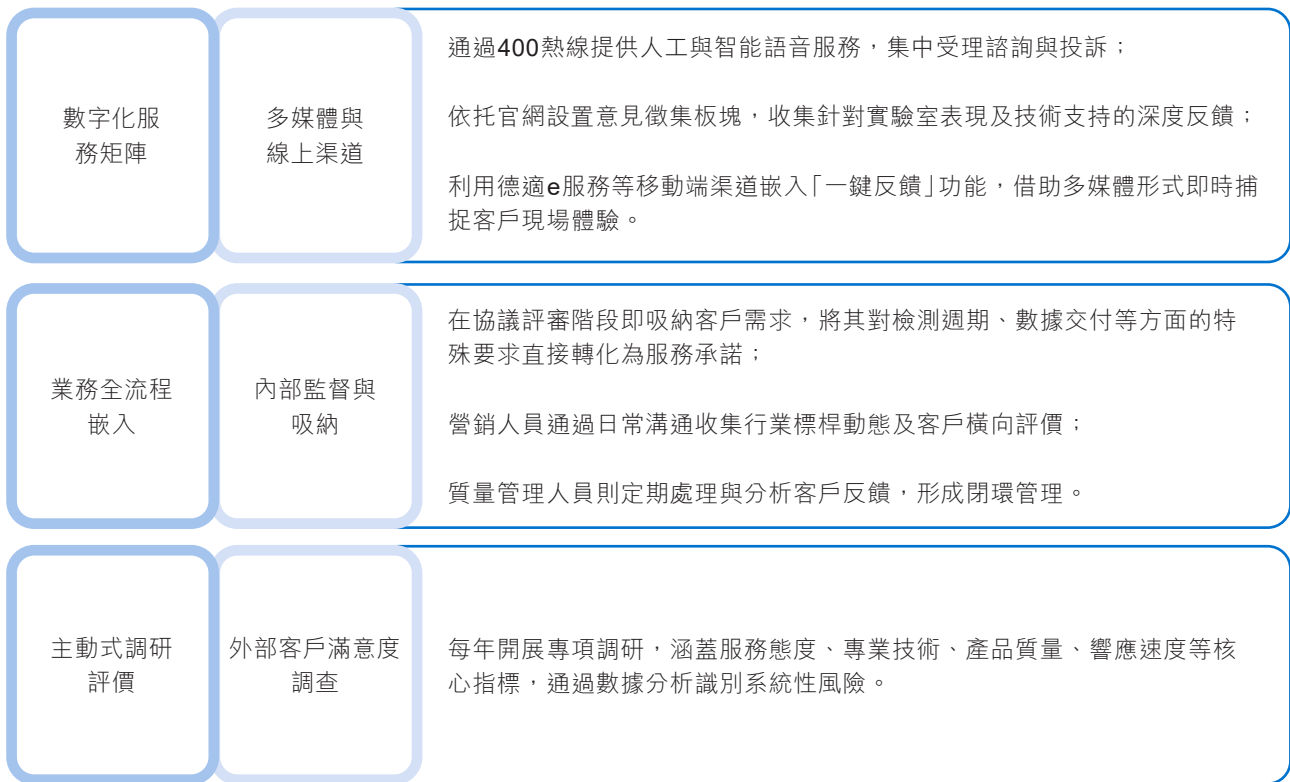 數字化服
務矩陣
多媒體與
線上渠道
通過400熱線提供人工與智能語音服務，集中受理諮詢與投訴；
依托官網設置意見徵集板塊，收集針對實驗室表現及技術支持的深度反饋；
利用德適e服務等移動端渠道嵌入「一鍵反饋」功能，借助多媒體形式即時捕
捉客戶現場體驗。
業務全流程
嵌入
內部監督與
吸納
在協議評審階段即吸納客戶需求，將其對檢測週期、數據交付等方面的特
殊要求直接轉化為服務承諾；
營銷人員通過日常溝通收集行業標桿動態及客戶橫向評價；
質量管理人員則定期處理與分析客戶反饋，形成閉環管理。
主動式調研
評價
外部客戶滿意度
調查
每年開展專項調研，涵蓋服務態度、專業技術、產品質量、響應速度等核
心指標，通過數據分析識別系統性風險。